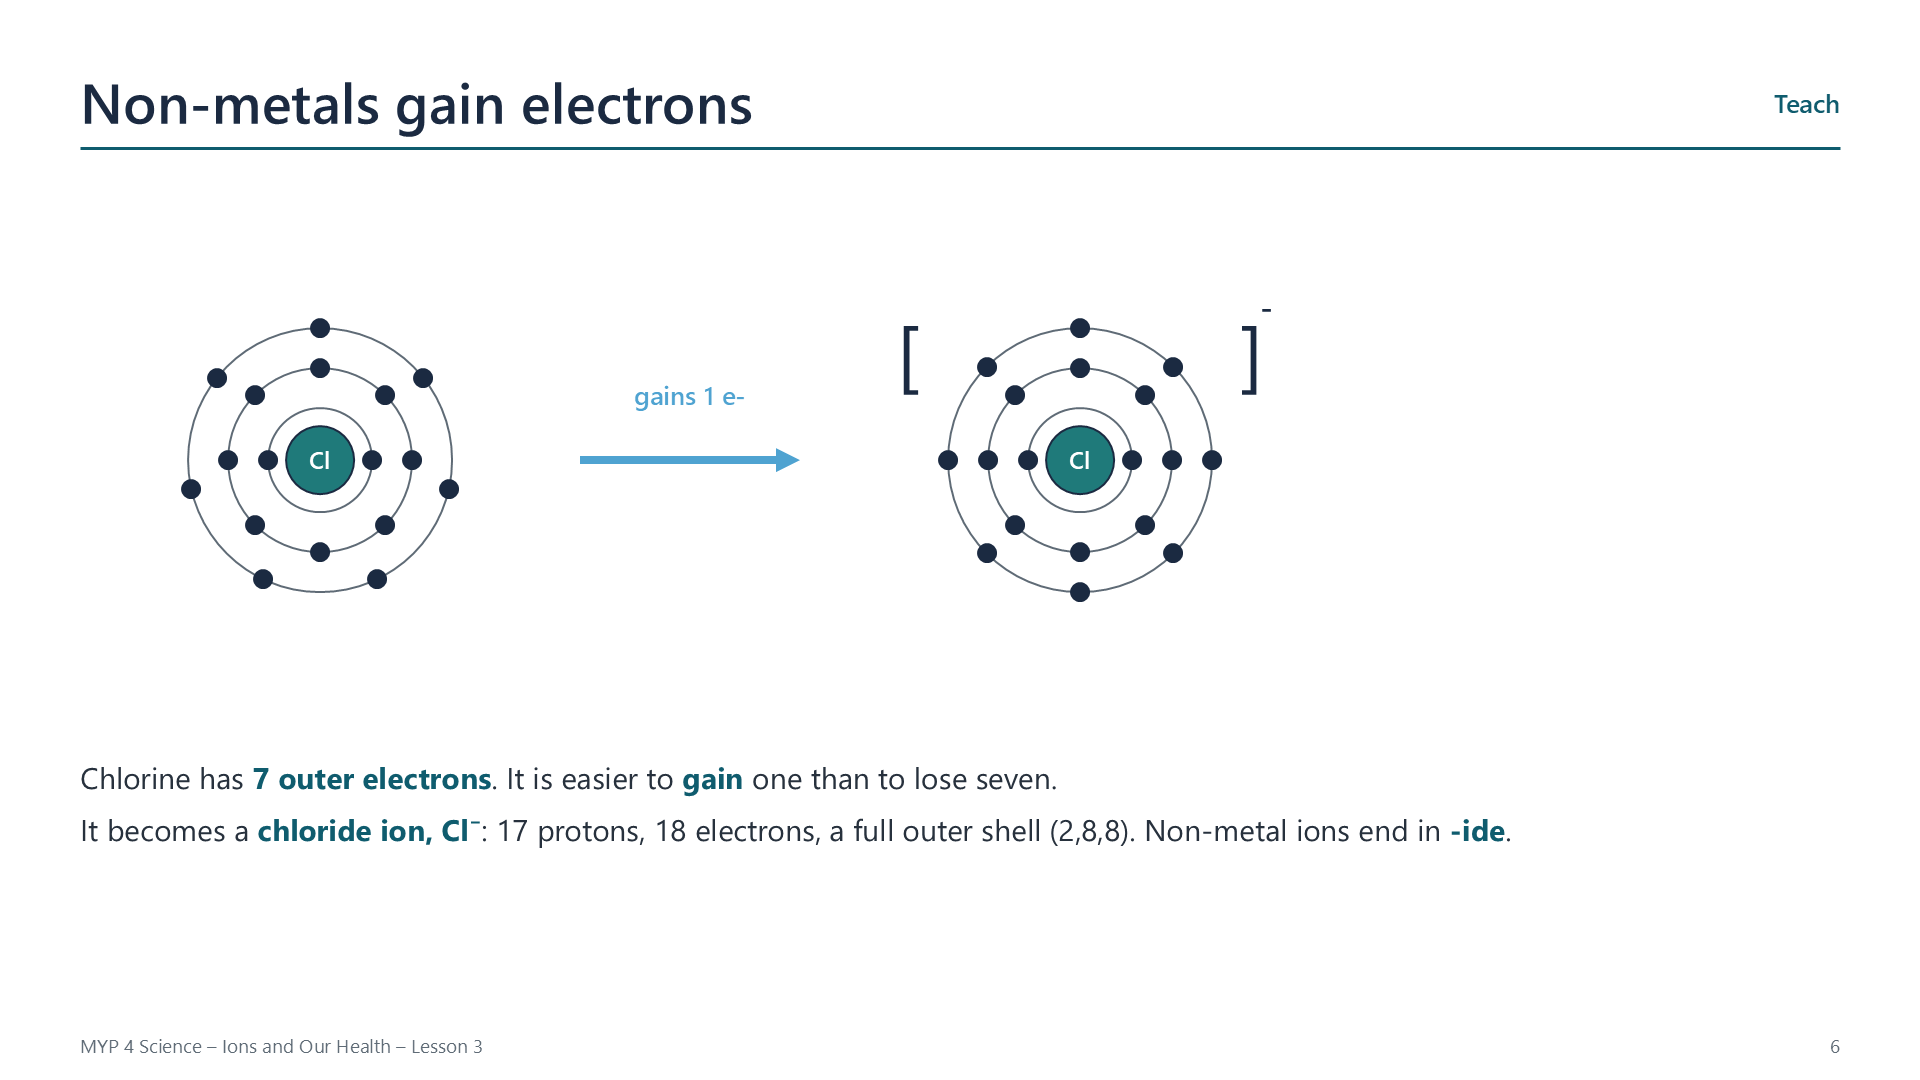 Non-metals gain electrons
Teach
[ ]-
gains 1 e-
Cl
Cl
Chlorine has 7 outer electrons. It is easier to gain one than to lose seven.
It becomes a chloride ion, Cl⁻: 17 protons, 18 electrons, a full outer shell (2,8,8). Non-metal ions end in -ide.
MYP 4 Science – Ions and Our Health – Lesson 3
6